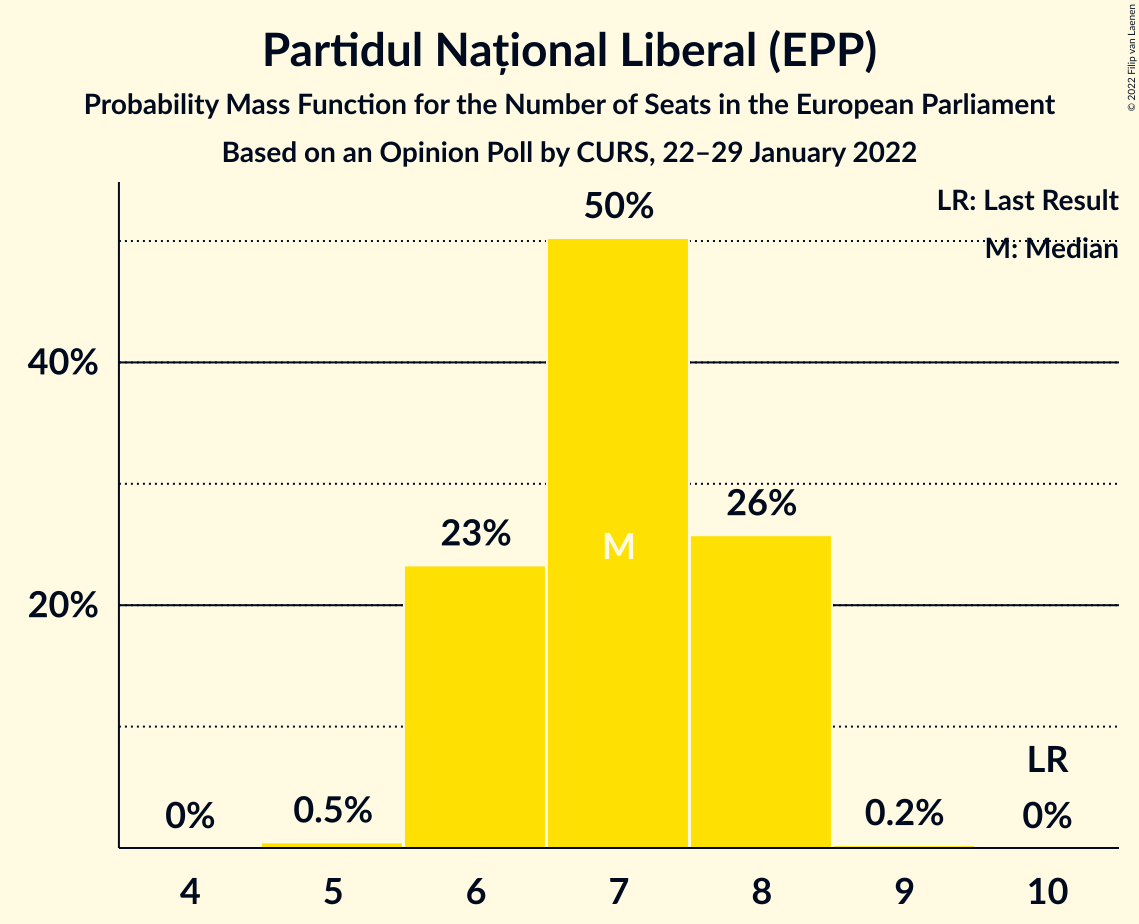 Partidul Național Liberal (EPP)
Probability Mass Function for the Number of Seats in the European Parliament
Based on an Opinion Poll by CURS, 22–29 January 2022
© 2022 Filip van Laenen
LR: Last Result
M: Median
50%
40%
26%
23%
M
20%
LR
0%
0.5%
0.2%
0%
4 5 6 7 8 9 10